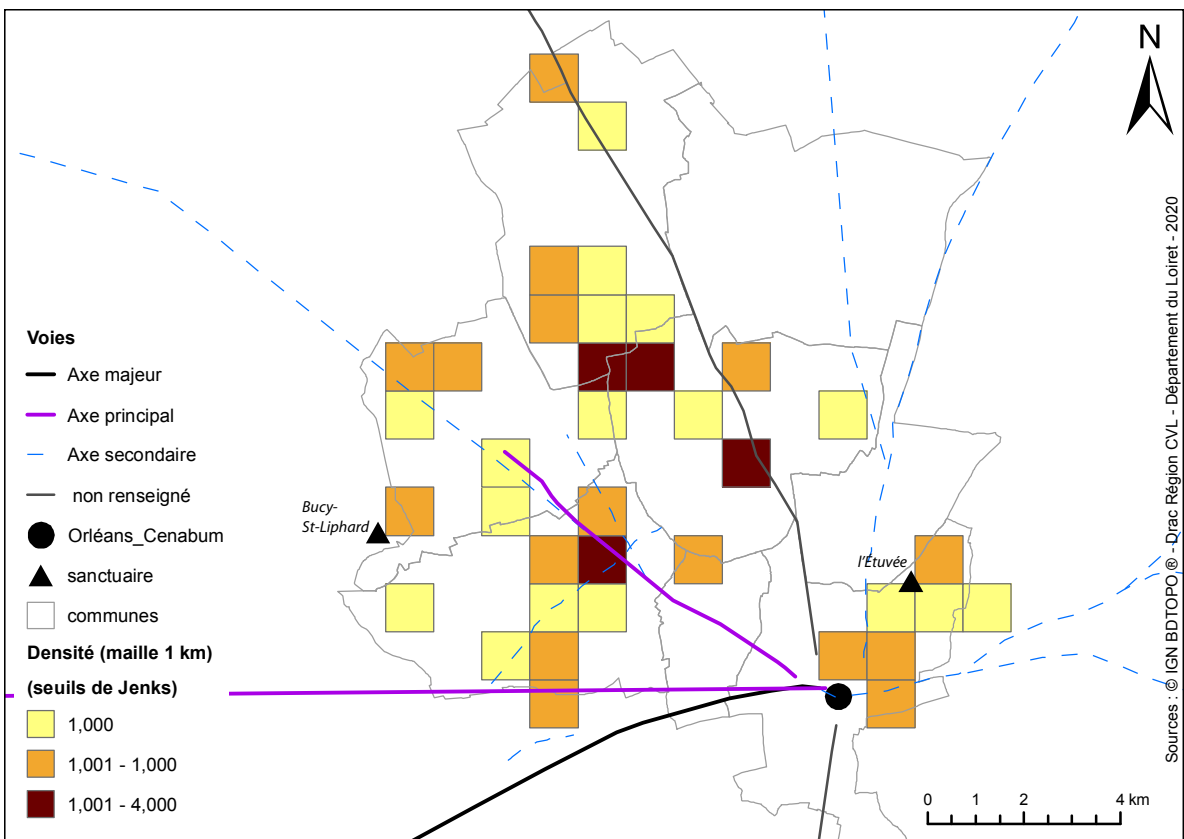 N
Voies
Axe majeur
Axe principal
Axe secondaire
non renseigné
Orléans_Cenabum
sanctuaire
communes
Densité (maille 1 km)
(seuils de Jenks)
1,000
1,001 - 1,000
1,001 - 4,000
Bucy-
St-Liphard
l'Étuvée
0 1 2 4 km
Sources : © IGN BDTOPO ® - Drac Région CVL - Département du Loiret - 2020